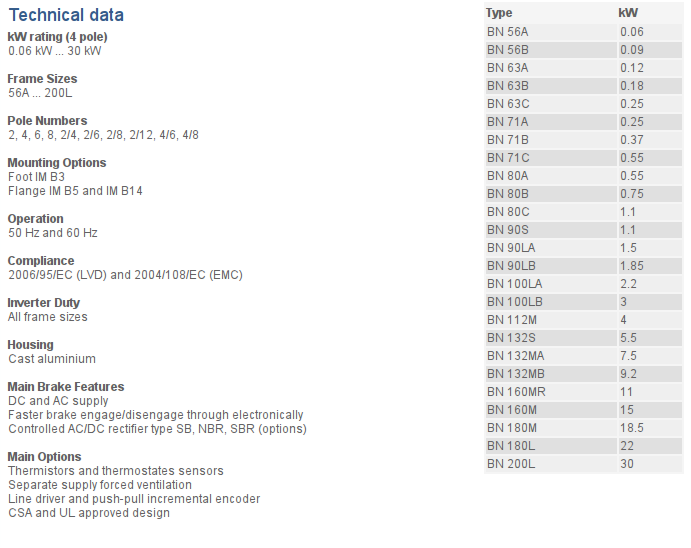 Technical data
kW rating (4 pole)
0.06 kW ... 30 kW
Frame Sizes
56A ... 200L
Pole Numbers
2, 4, 6, 8, 2/4, 2/6, 2/8, 2/12, 4/6, 4/8
Mounting Options
Foot IM B3
Flange IM B5 and IM B14
Operation
50 Hz and 60 Hz
Compliance
2006/95/EC (LVD) and 2004/108/EC (EMC)
Inverter Duty
All frame sizes
Housing
Cast aluminium
Main Brake Features
DC and AC supply
Faster brake engage/disengage through electronically
Controlled AC/DC rectifier type SB, NBR, SBR (options)
Main Options
Thermistors and thermostates sensors
Separate supply forced ventilation
Line driver and push-pull incremental encoder
CSA and UL approved design
Type kW
BN 56A 0.06
BN 56B 0.09
BN 63A 0.12
BN 63B 0.18
BN 63C 0.25
BN 71A 0.25
BN 71B 0.37
BN 71C 0.55
BN 80A 0.55
BN 80B 0.75
BN 80C 1.1
BN 90S 1.1
BN 90LA 1.5
BN 90LB 1.85
BN 100LA 2.2
BN 100LB 3
BN 112M 4
BN 132S 5.5
BN 132MA 7.5
BN 132MB 9.2
BN 160MR 11
BN 160M 15
BN 180M 18.5
BN 180L 22
BN 200L 30